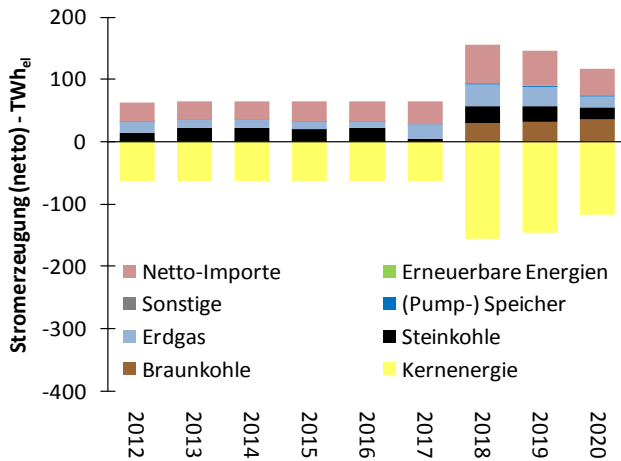 Stromerzeugung (netto) - TWhel
200
100
0
-100
-200
-300
-400
Netto-Importe
Erneuerbare Energien
Sonstige
(Pump-) Speicher
Erdgas
Steinkohle
Braunkohle
Kernenergie
2012
2013
2014
2015
2016
2017
2018
2019
2020